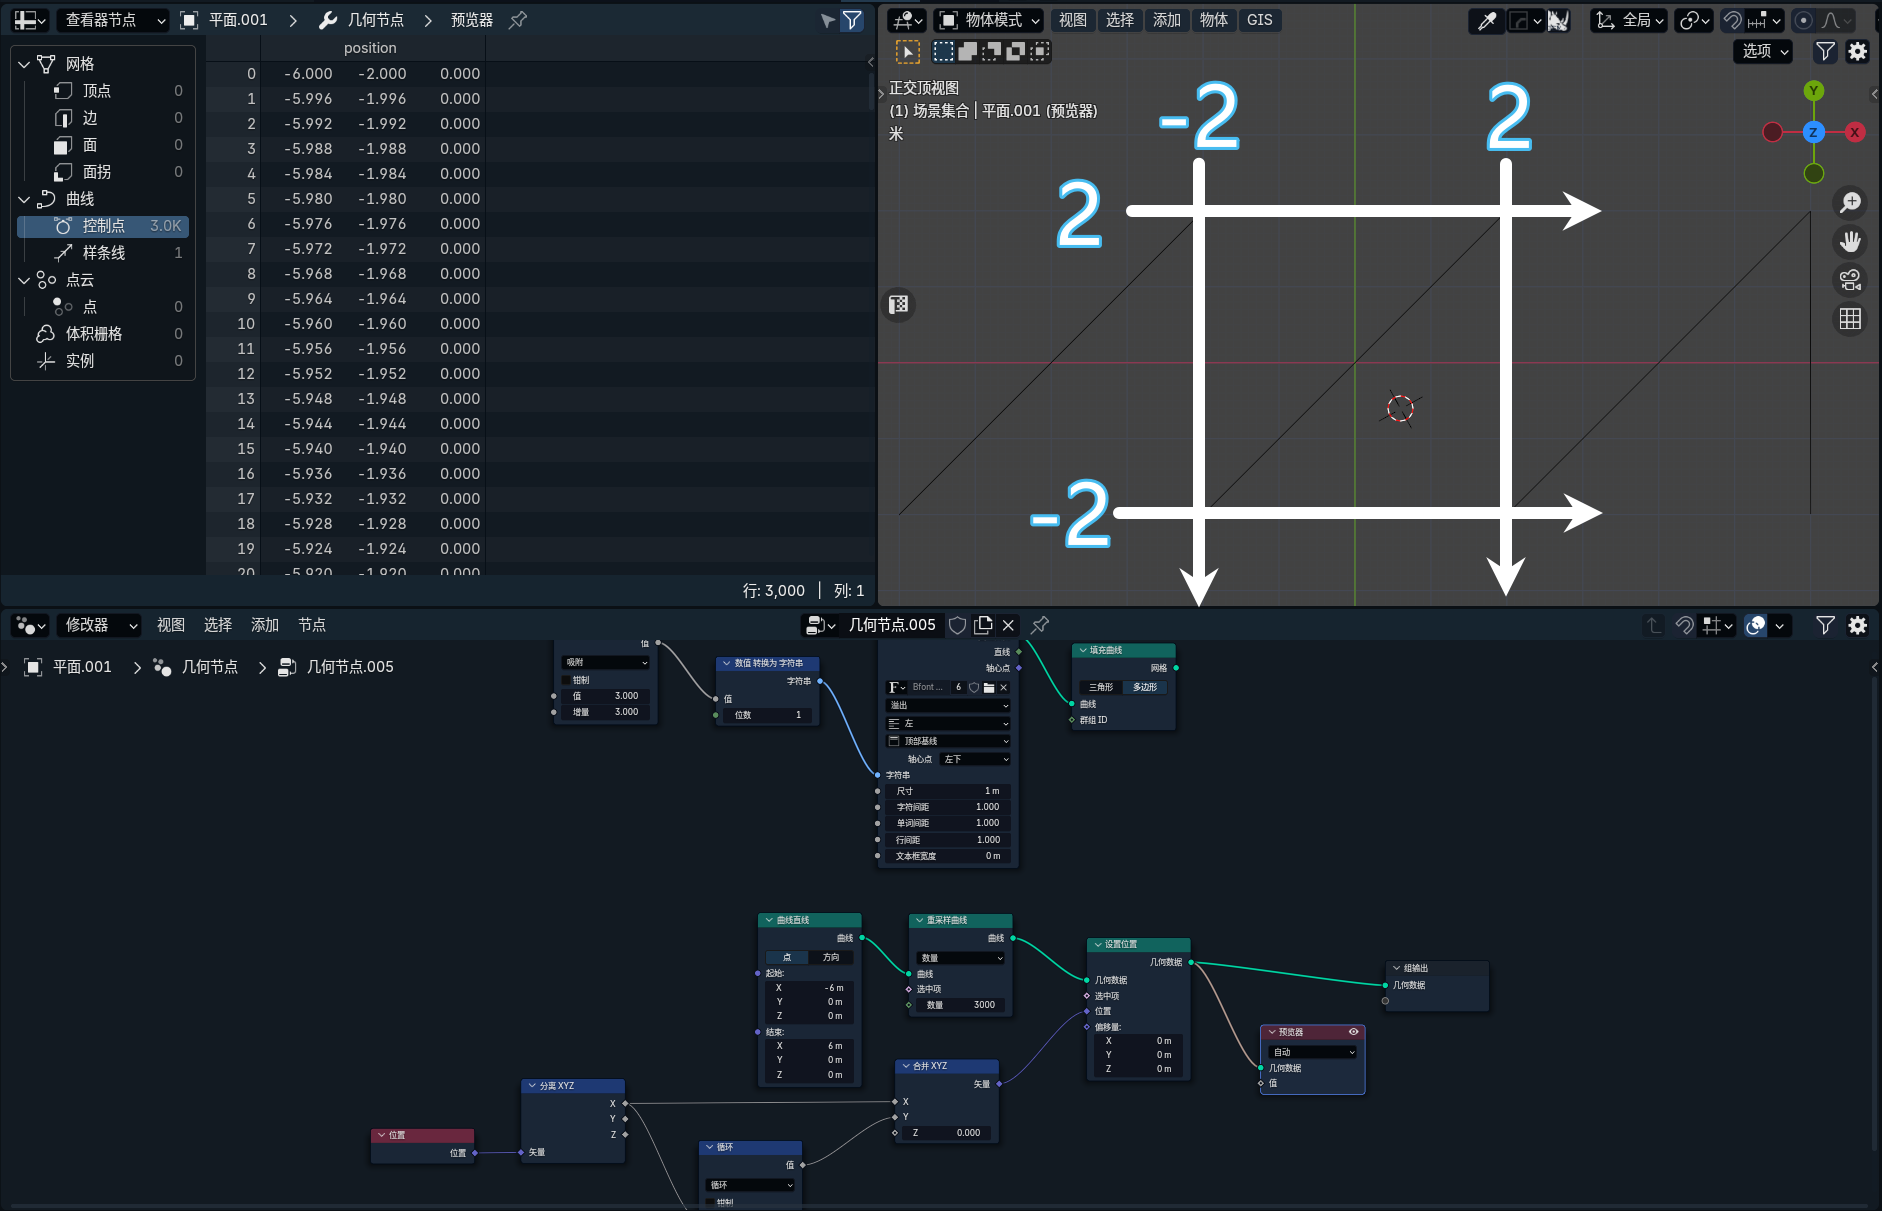 查看器节点 平面.001 几何节点 预览器
position
网格
顶点 0
边 0
面 0
面拐 0
曲线
控制点 3.0K
样条线 1
点云
点 0
体积栅格 0
实例 0
0 -6.000 -2.000 0.000
1 -5.996 -1.996 0.000
2 -5.992 -1.992 0.000
3 -5.988 -1.988 0.000
4 -5.984 -1.984 0.000
5 -5.980 -1.980 0.000
6 -5.976 -1.976 0.000
7 -5.972 -1.972 0.000
8 -5.968 -1.968 0.000
9 -5.964 -1.964 0.000
10 -5.960 -1.960 0.000
11 -5.956 -1.956 0.000
12 -5.952 -1.952 0.000
13 -5.948 -1.948 0.000
14 -5.944 -1.944 0.000
15 -5.940 -1.940 0.000
16 -5.936 -1.936 0.000
17 -5.932 -1.932 0.000
18 -5.928 -1.928 0.000
19 -5.924 -1.924 0.000
20 -5.920 -1.920 0.000
行: 3,000 | 列: 1
物体模式 视图 选择 添加 物体 GIS 全局
选项
正交顶视图
(1) 场景集合 | 平面.001 (预览器)
米
-2 2
2
-2
Y
Z X
修改器 视图 选择 添加 节点 几何节点.005
平面.001 几何节点 几何节点.005
值
吸附
钳制
值 3.000
增量 3.000
数值 转换为 字符串
字符串
值
位数 1
直线
轴心点
Bfont ... 6
溢出
左
顶部基线
轴心点 左下
字符串
尺寸 1 m
字符间距 1.000
单词间距 1.000
行间距 1.000
文本框宽度 0 m
填充曲线
网格
三角形 多边形
曲线
群组 ID
曲线直线
曲线
点 方向
起始:
X -6 m
Y 0 m
Z 0 m
结束:
X 6 m
Y 0 m
Z 0 m
重采样曲线
曲线
数量
曲线
选中项
数量 3000
设置位置
几何数据
几何数据
选中项
位置
偏移量:
X 0 m
Y 0 m
Z 0 m
组输出
几何数据
预览器
自动
几何数据
值
合并 XYZ
矢量
X
Y
Z 0.000
分离 XYZ
X
Y
Z
矢量
位置
位置
循环
值
循环
钳制